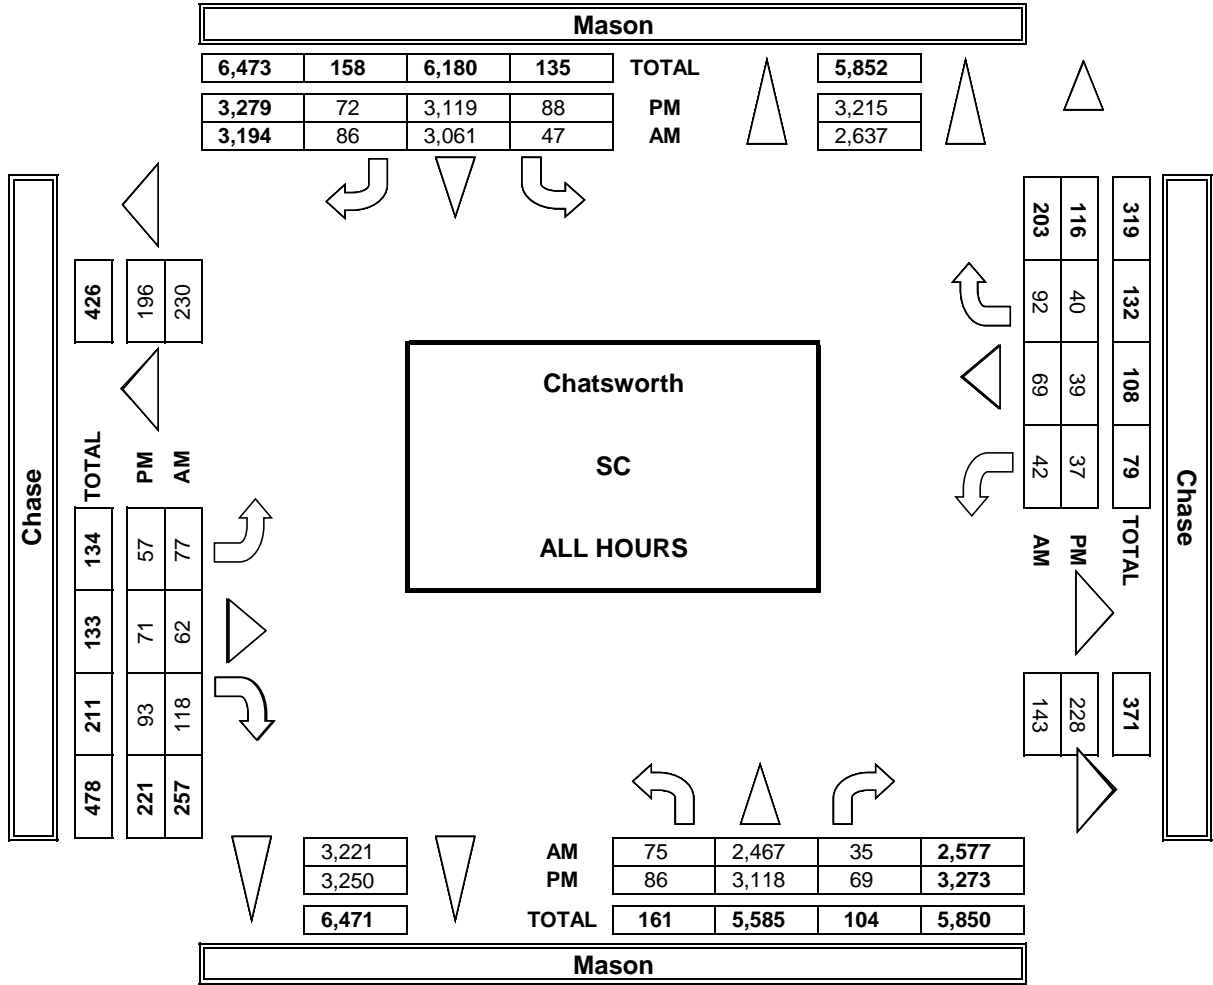 Mason
6,473 158 6,180 135 TOTAL 5,852
3,279 72 3,119 88 PM 3,215
3,194 86 3,061 47 AM 2,637
Chase
426 196 230
TOTAL PM AM
134 57 77
133 71 62
211 93 118
478 221 257
Chatsworth
SC
ALL HOURS
203 116 319
92 40 132
69 39 108
42 37 79
AM PM TOTAL
143 228 371
Chase
3,221 AM 75 2,467 35 2,577
3,250 PM 86 3,118 69 3,273
6,471 TOTAL 161 5,585 104 5,850
Mason